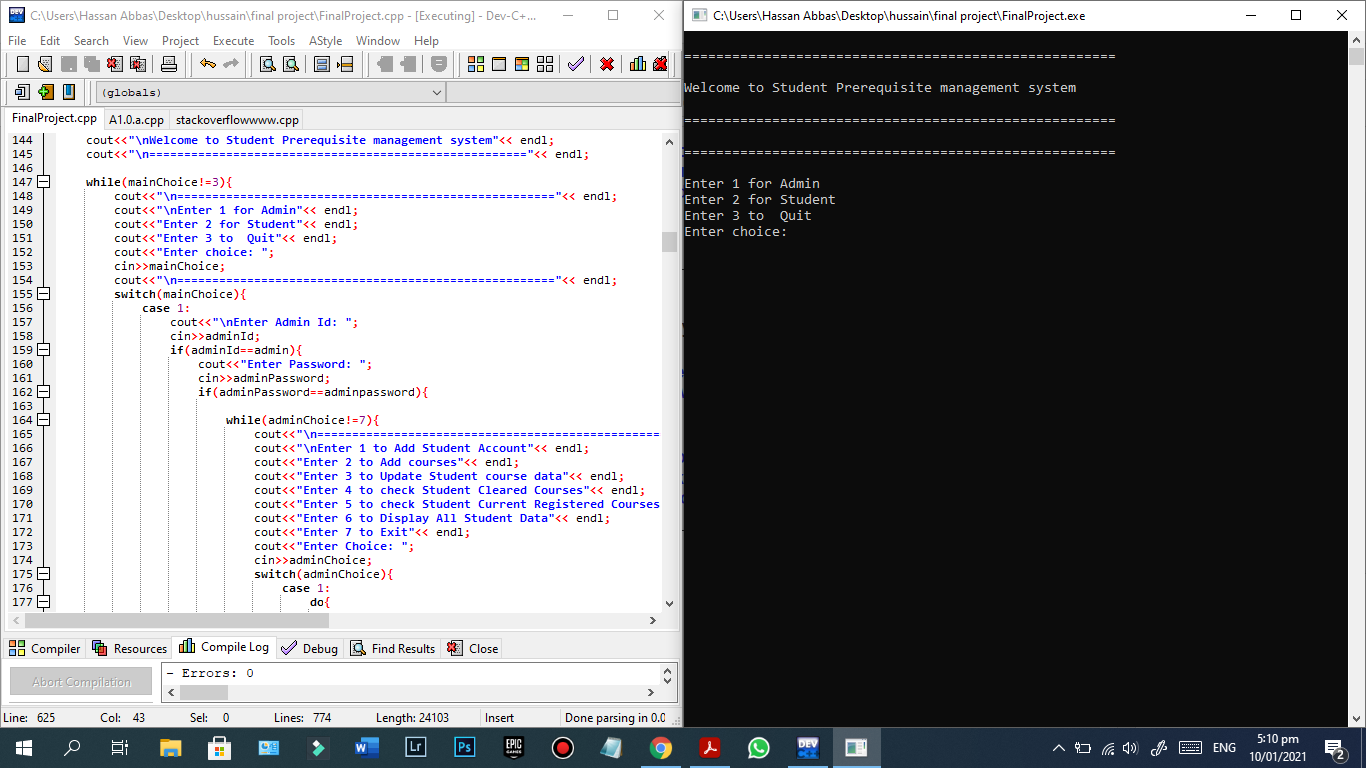 C:\Users\Hassan Abbas\Desktop\hussain\final project\FinalProject.cpp - [Executing] - Dev-C+...
File Edit Search View Project Execute Tools AStyle Window Help
(globals)
FinalProject.cpp A1.0.a.cpp stackoverflowwww.cpp
144 cout<<"\nWelcome to Student Prerequisite management system"<< endl;
145 cout<<"\n======================================================"<< endl;
146
147 while(mainChoice!=3){
148 cout<<"\n======================================================"<< endl;
149 cout<<"\nEnter 1 for Admin"<< endl;
150 cout<<"Enter 2 for Student"<< endl;
151 cout<<"Enter 3 to  Quit"<< endl;
152 cout<<"Enter choice: ";
153 cin>>mainChoice;
154 cout<<"\n======================================================"<< endl;
155 switch(mainChoice){
156 case 1:
157 cout<<"\nEnter Admin Id: ";
158 cin>>adminId;
159 if(adminId==admin){
160 cout<<"Enter Password: ";
161 cin>>adminPassword;
162 if(adminPassword==adminpassword){
163
164 while(adminChoice!=7){
165 cout<<"\n=================================================
166 cout<<"\nEnter 1 to Add Student Account"<< endl;
167 cout<<"Enter 2 to Add courses"<< endl;
168 cout<<"Enter 3 to Update Student course data"<< endl;
169 cout<<"Enter 4 to check Student Cleared Courses"<< endl;
170 cout<<"Enter 5 to check Student Current Registered Courses
171 cout<<"Enter 6 to Display All Student Data"<< endl;
172 cout<<"Enter 7 to Exit"<< endl;
173 cout<<"Enter Choice: ";
174 cin>>adminChoice;
175 switch(adminChoice){
176 case 1:
177 do{
Compiler Resources Compile Log Debug Find Results Close
Abort Compilation
- Errors: 0
Line: 625 Col: 43 Sel: 0 Lines: 774 Length: 24103 Insert Done parsing in 0.0
C:\Users\Hassan Abbas\Desktop\hussain\final project\FinalProject.exe
======================================================
Welcome to Student Prerequisite management system
======================================================
======================================================
Enter 1 for Admin
Enter 2 for Student
Enter 3 to  Quit
Enter choice:
W Lr Ps EPIC GAMES DEV
ENG
5:10 pm
10/01/2021
2